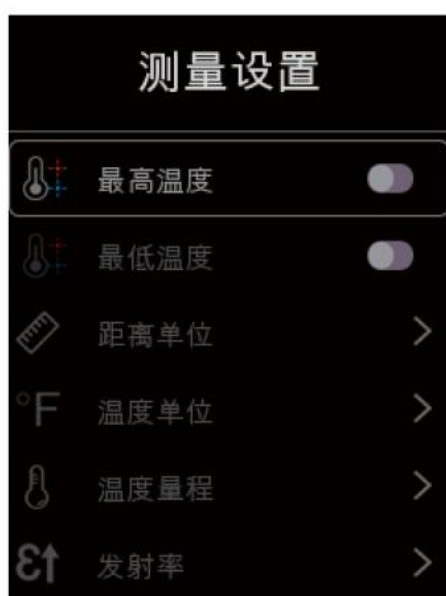 测量设置
最高温度
最低温度
距离单位
°F 温度单位
温度量程
ε↑ 发射率